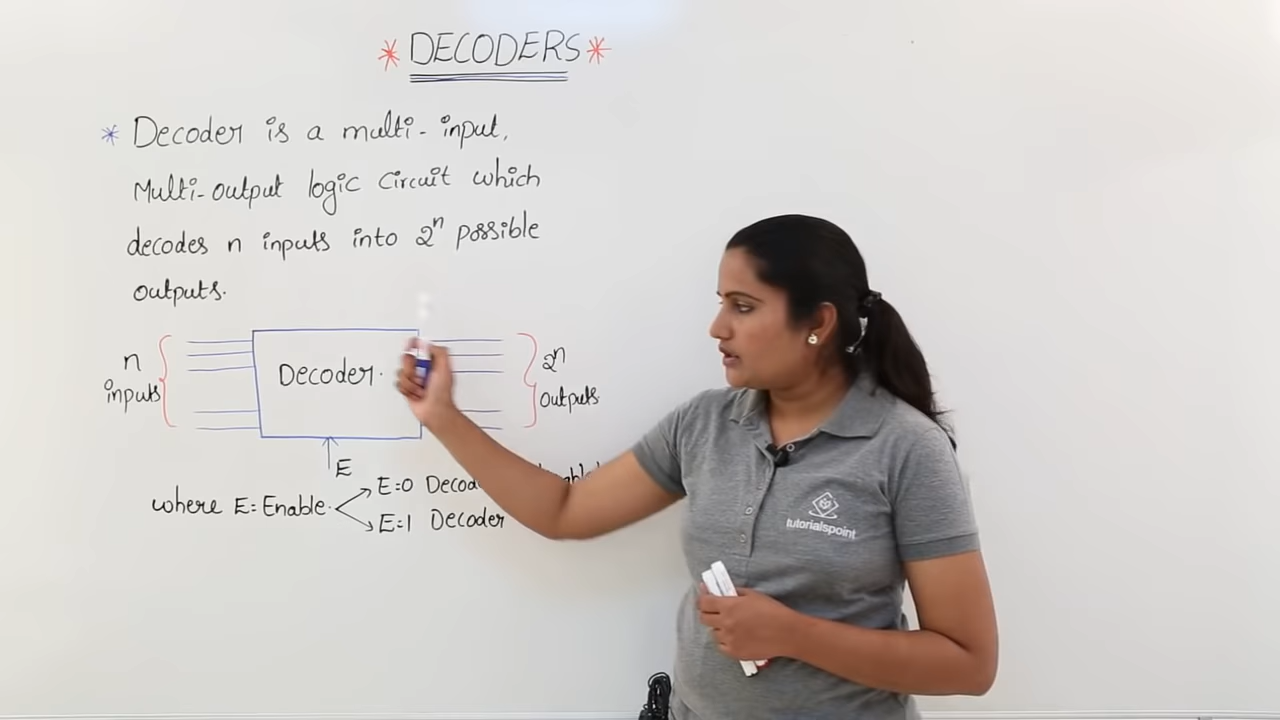 * DECODERS *
* Decoder is a multi-input,
Multi-output logic circuit which
decodes n inputs into 2ⁿ possible
outputs.
n
inputs
Decoder.
2ⁿ
outputs.
E
where E=Enable.
E=0 Decod
E=1 Decoder
tutorialspoint